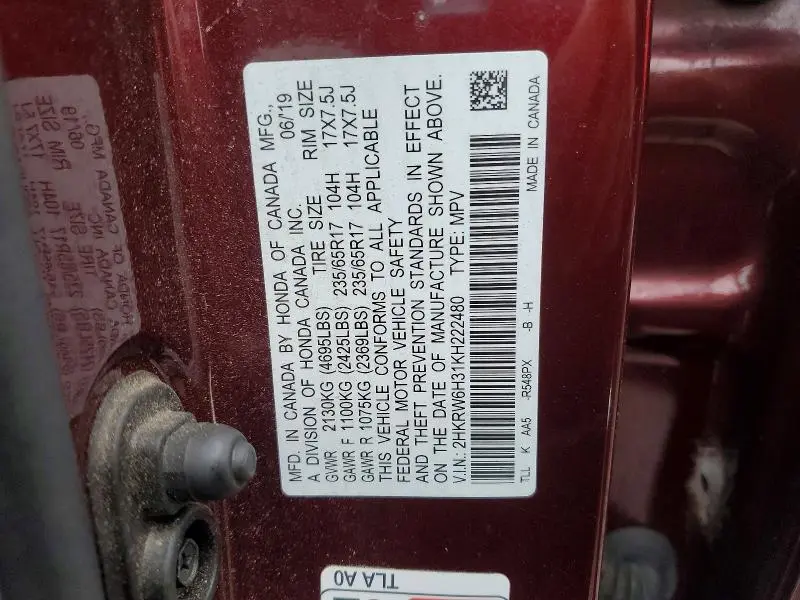 MFD. IN CANADA BY HONDA OF CANADA MFG.,
A DIVISION OF HONDA CANADA INC. 06/19
GVWR 2130KG (4695LBS) TIRE SIZE RIM SIZE
GAWR F 1100KG (2425LBS) 235/65R17 104H 17X7.5J
GAWR R 1075KG (2369LBS) 235/65R17 104H 17X7.5J
THIS VEHICLE CONFORMS TO ALL APPLICABLE
FEDERAL MOTOR VEHICLE SAFETY
AND THEFT PREVENTION STANDARDS IN EFFECT
ON THE DATE OF MANUFACTURE SHOWN ABOVE.
V.I.N.: 2HKRW6H31KH222480 TYPE: MPV
TLL K AA5 -R548PX -B -H MADE IN CANADA
TLA A0